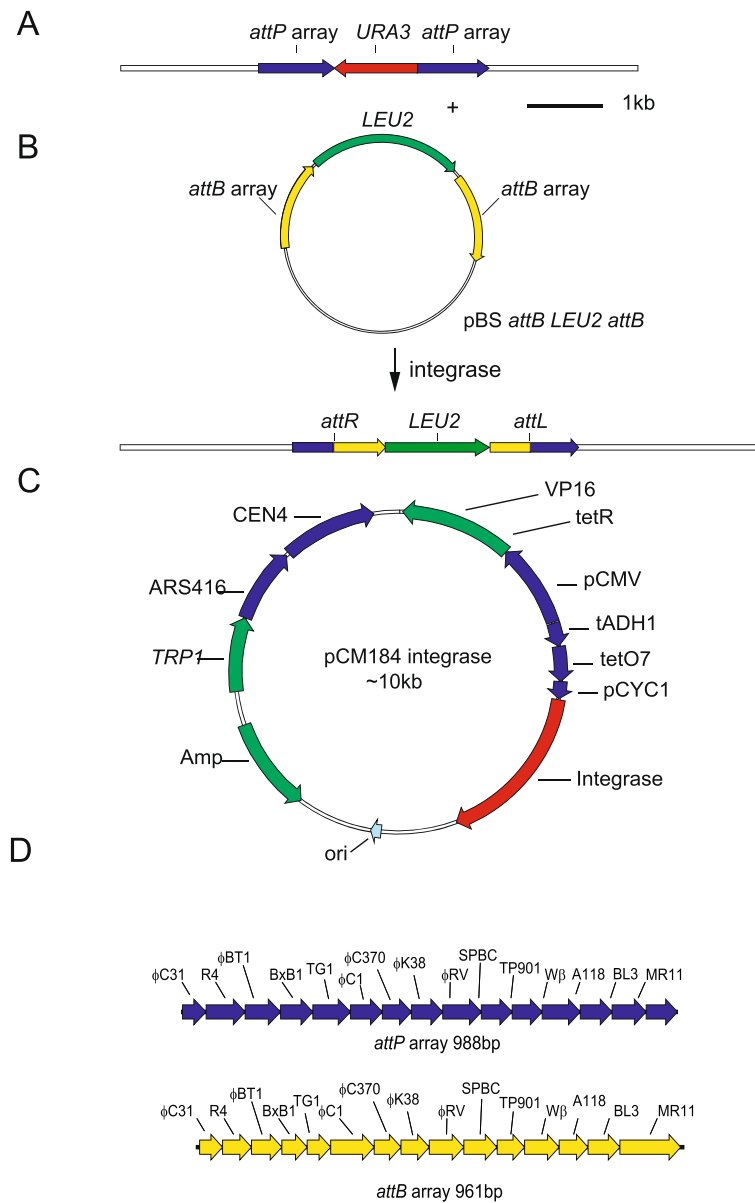 A
attP array URA3 attP array
+ 1kb
B
LEU2
attB array attB array
pBS attB LEU2 attB
integrase
attR LEU2 attL
C
VP16
CEN4 tetR
ARS416 pCMV
tADH1
TRP1 pCM184 integrase tetO7
~10kb pCYC1
Amp Integrase
ori
D
ϕC31 R4 ϕBT1 BxB1 TG1 ϕC1 ϕC370 ϕK38 ϕRV SPBC TP901 Wβ A118 BL3 MR11
attP array 988bp
ϕC31 R4 ϕBT1 BxB1 TG1 ϕC1 ϕC370 ϕK38 ϕRV SPBC TP901 Wβ A118 BL3 MR11
attB array 961bp